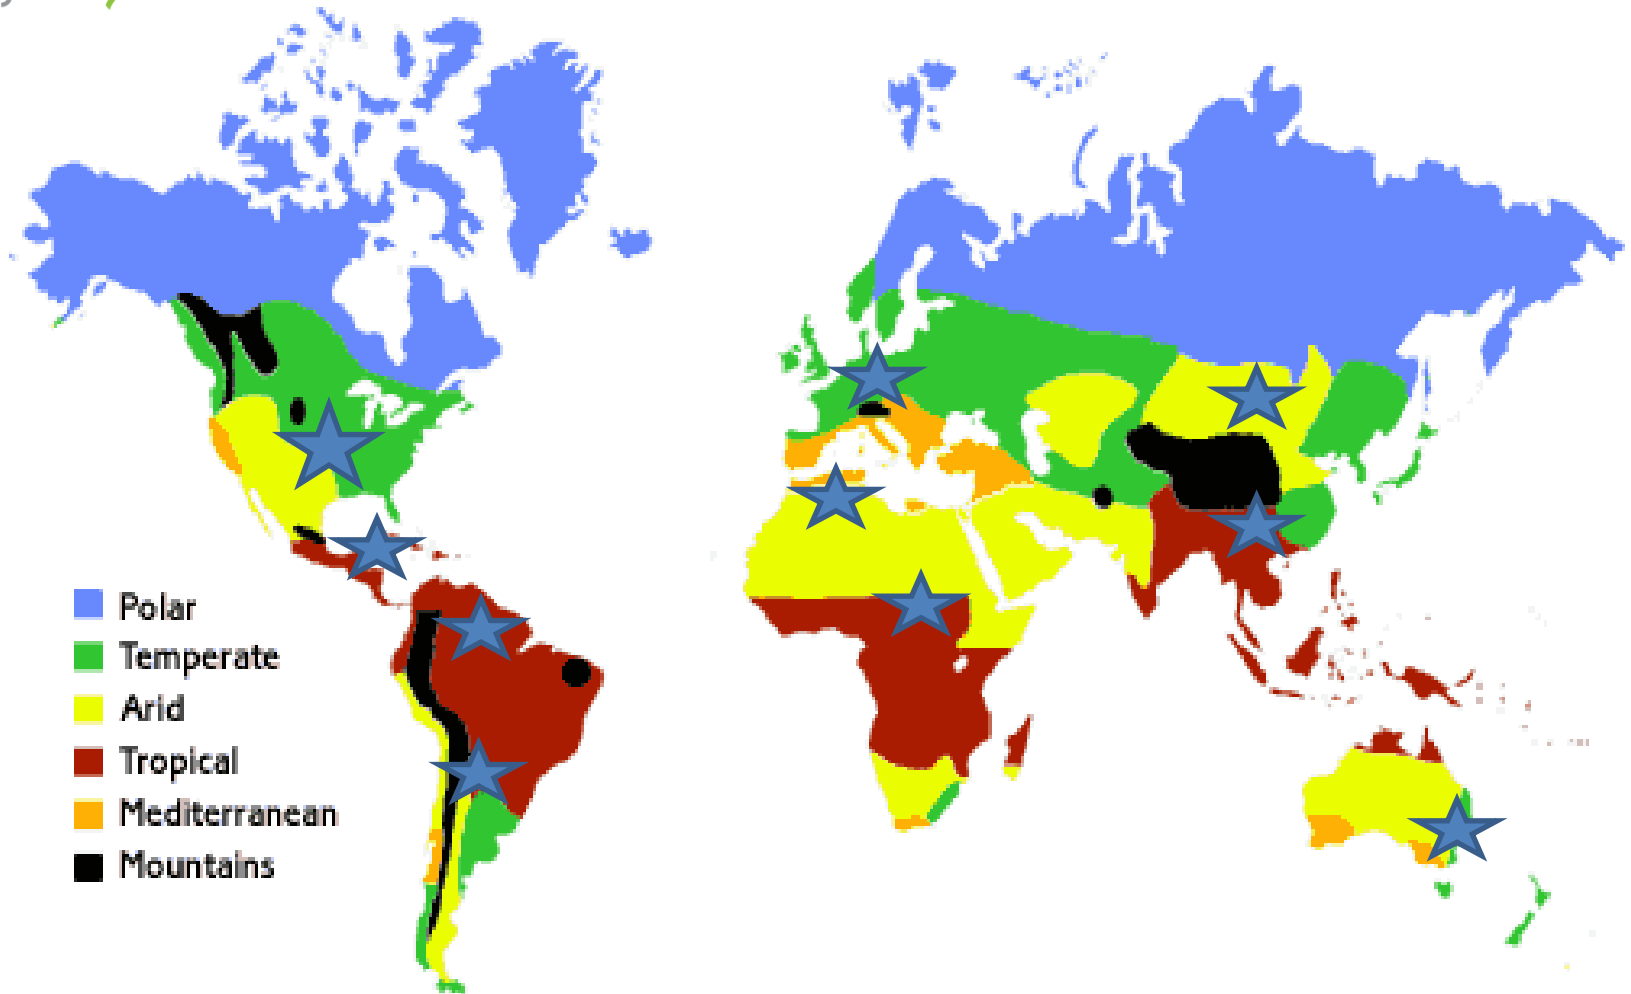 Polar
Temperate
Arid
Tropical
Mediterranean
Mountains